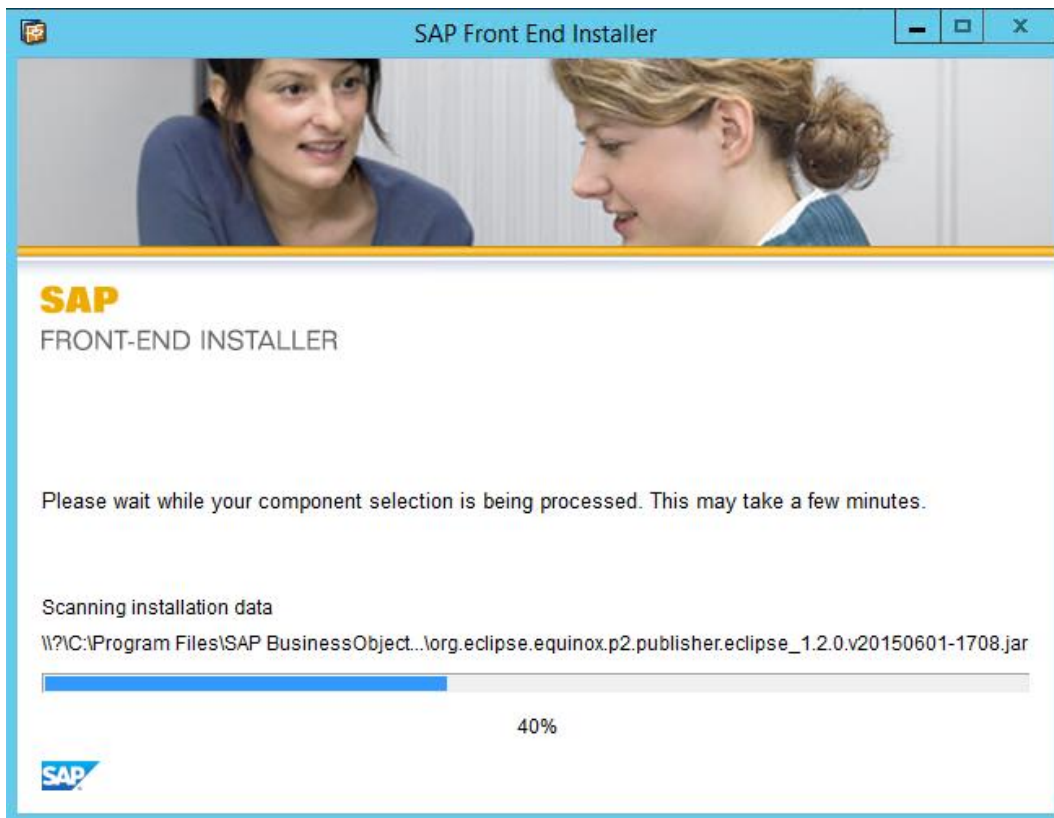 SAP Front End Installer
SAP
FRONT-END INSTALLER
Please wait while your component selection is being processed. This may take a few minutes.
Scanning installation data
\\?\C:\Program Files\SAP BusinessObject...\org.eclipse.equinox.p2.publisher.eclipse_1.2.0.v20150601-1708.jar
40%
SAP